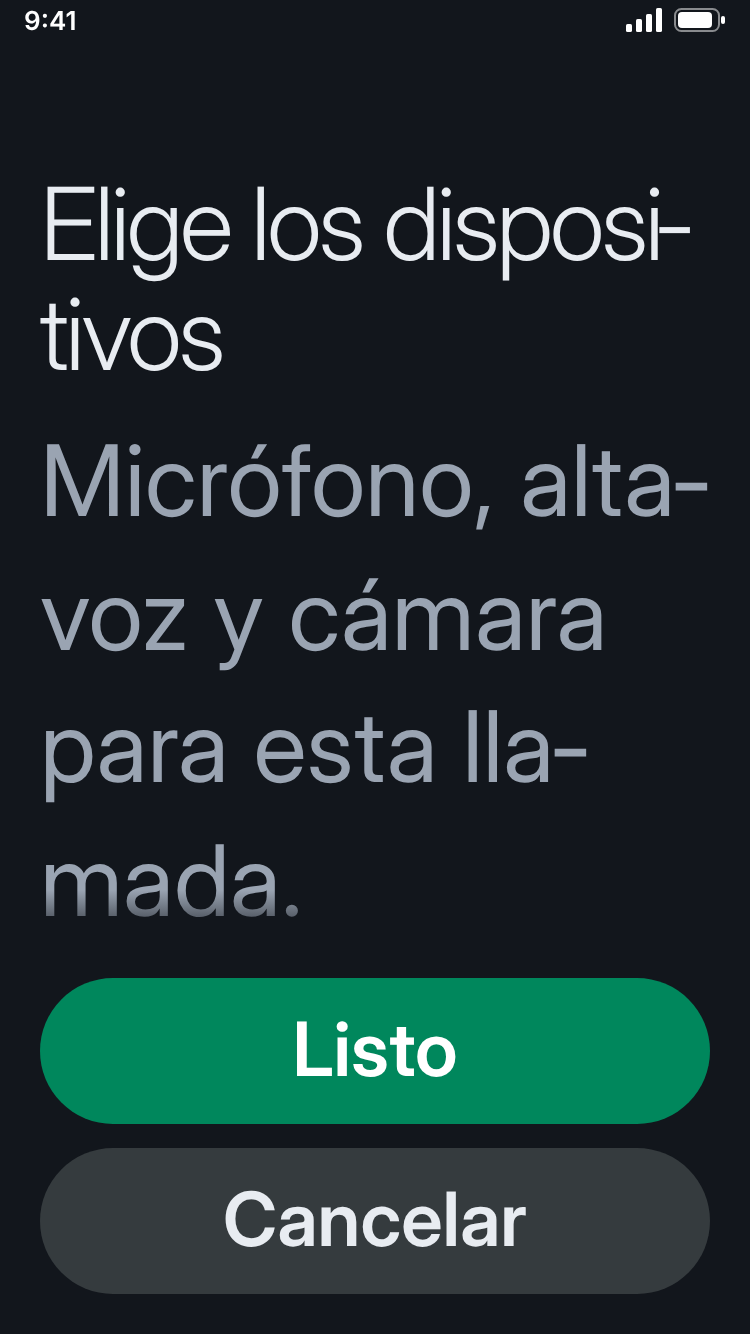 9:41
Elige los disposi-
tivos
Micrófono, alta-
voz y cámara
para esta lla-
mada.
Listo
Cancelar